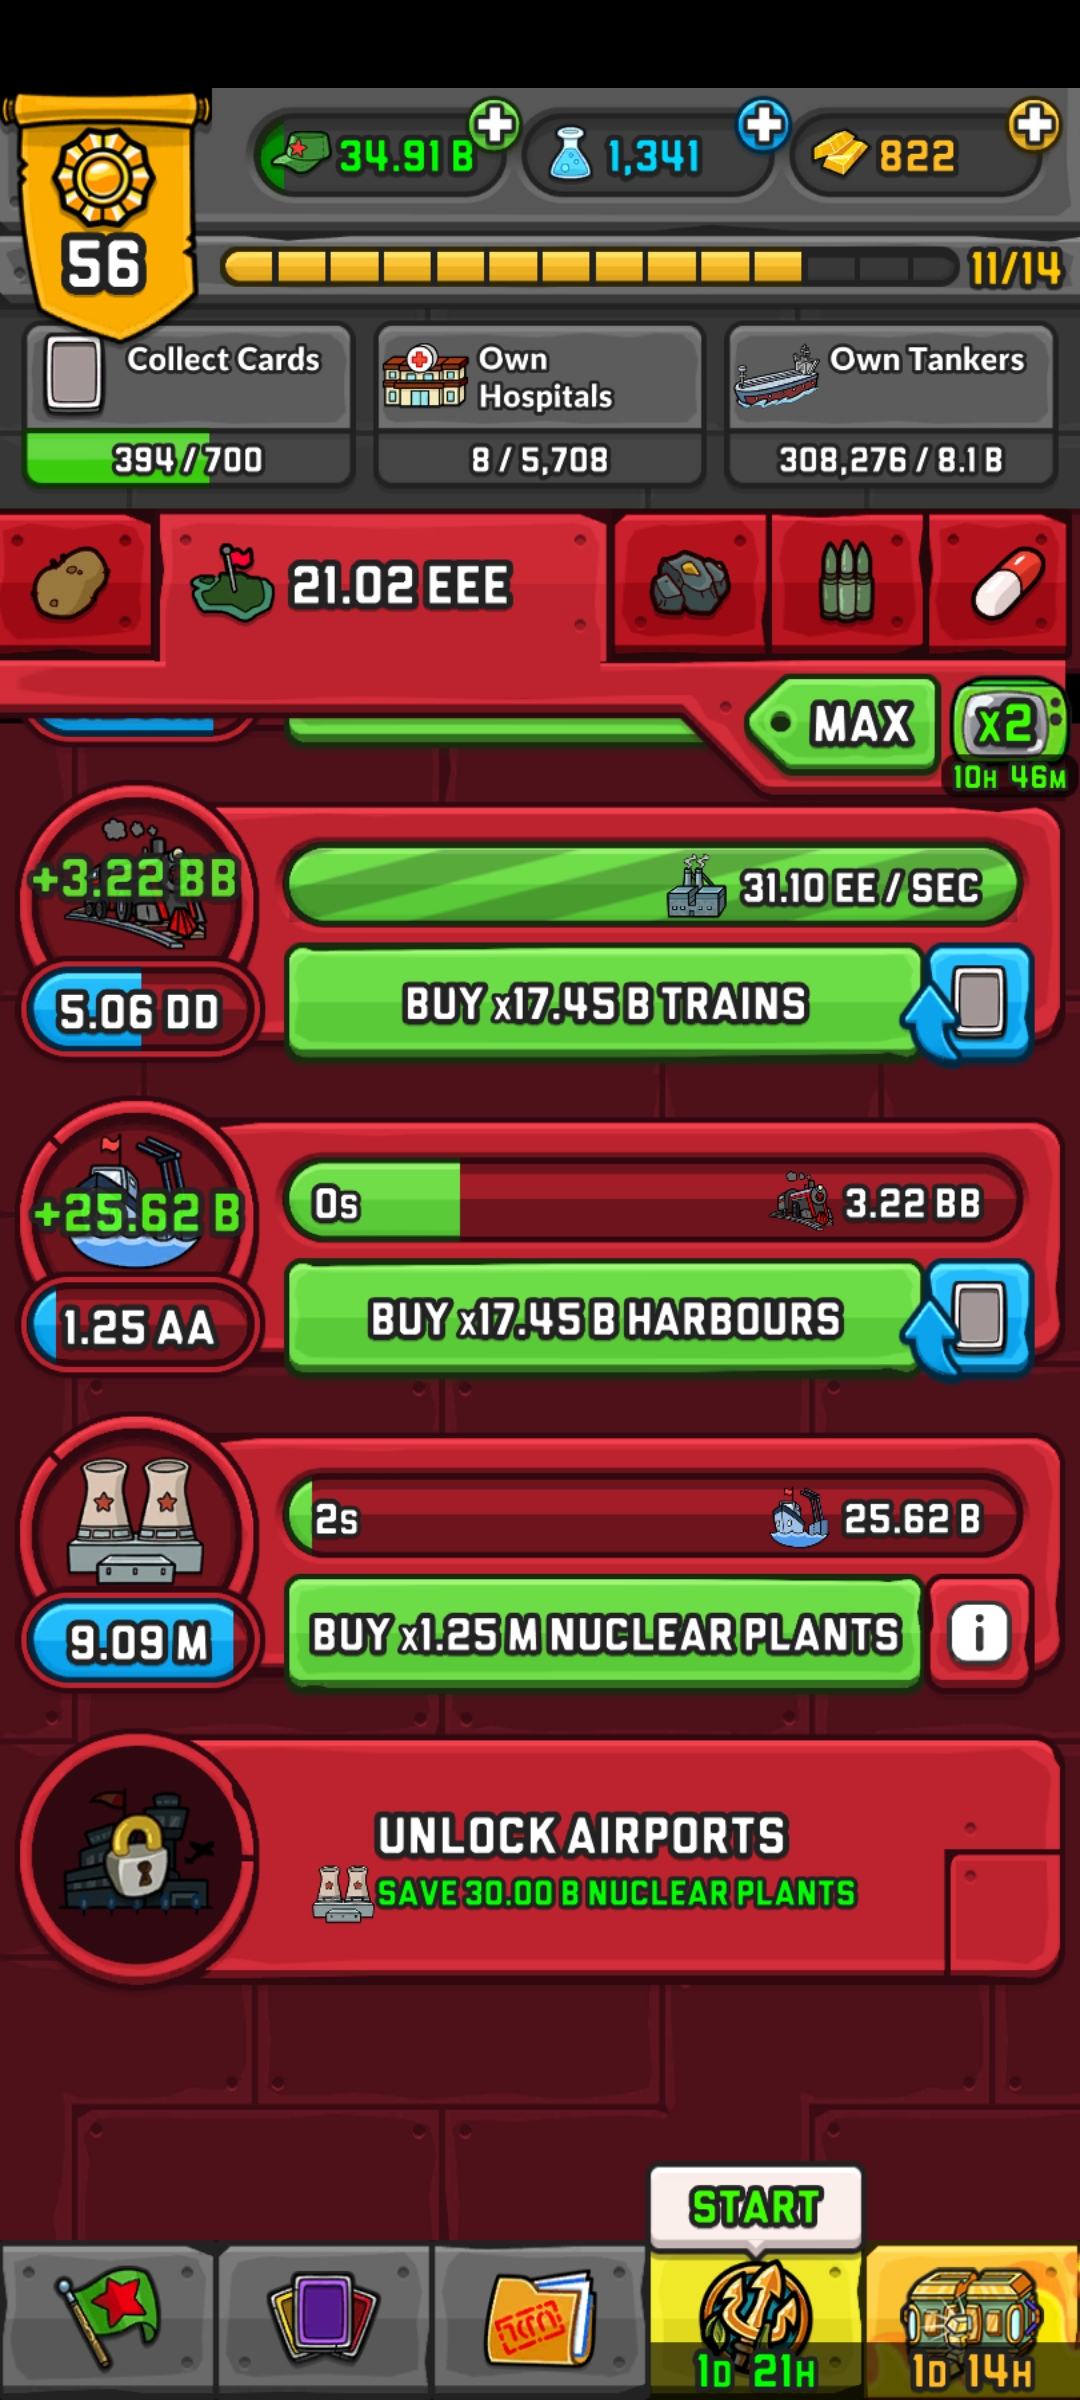 34.91 B
1,341
822
56
11/14
Collect Cards
394 / 700
Own
Hospitals
8 / 5,708
Own Tankers
308,276 / 8.1 B
21.02 EEE
MAX
x2
10H 46M
+3.22 BB
31.10 EE / SEC
5.06 DD
BUY x17.45 B TRAINS
+25.62 B
0s
3.22 BB
1.25 AA
BUY x17.45 B HARBOURS
2s
25.62 B
9.09 M
BUY x1.25 M NUCLEAR PLANTS
i
UNLOCK AIRPORTS
SAVE 30.00 B NUCLEAR PLANTS
START
1D 21H
1D 14H